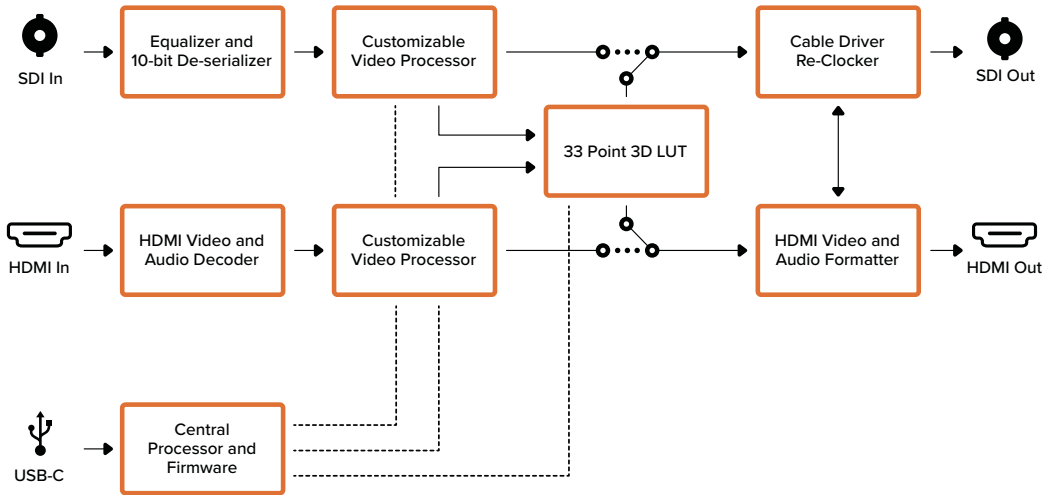 SDI In
Equalizer and
10-bit De-serializer
Customizable
Video Processor
Cable Driver
Re-Clocker
SDI Out
33 Point 3D LUT
HDMI In
HDMI Video and
Audio Decoder
Customizable
Video Processor
HDMI Video and
Audio Formatter
HDMI Out
USB-C
Central
Processor and
Firmware